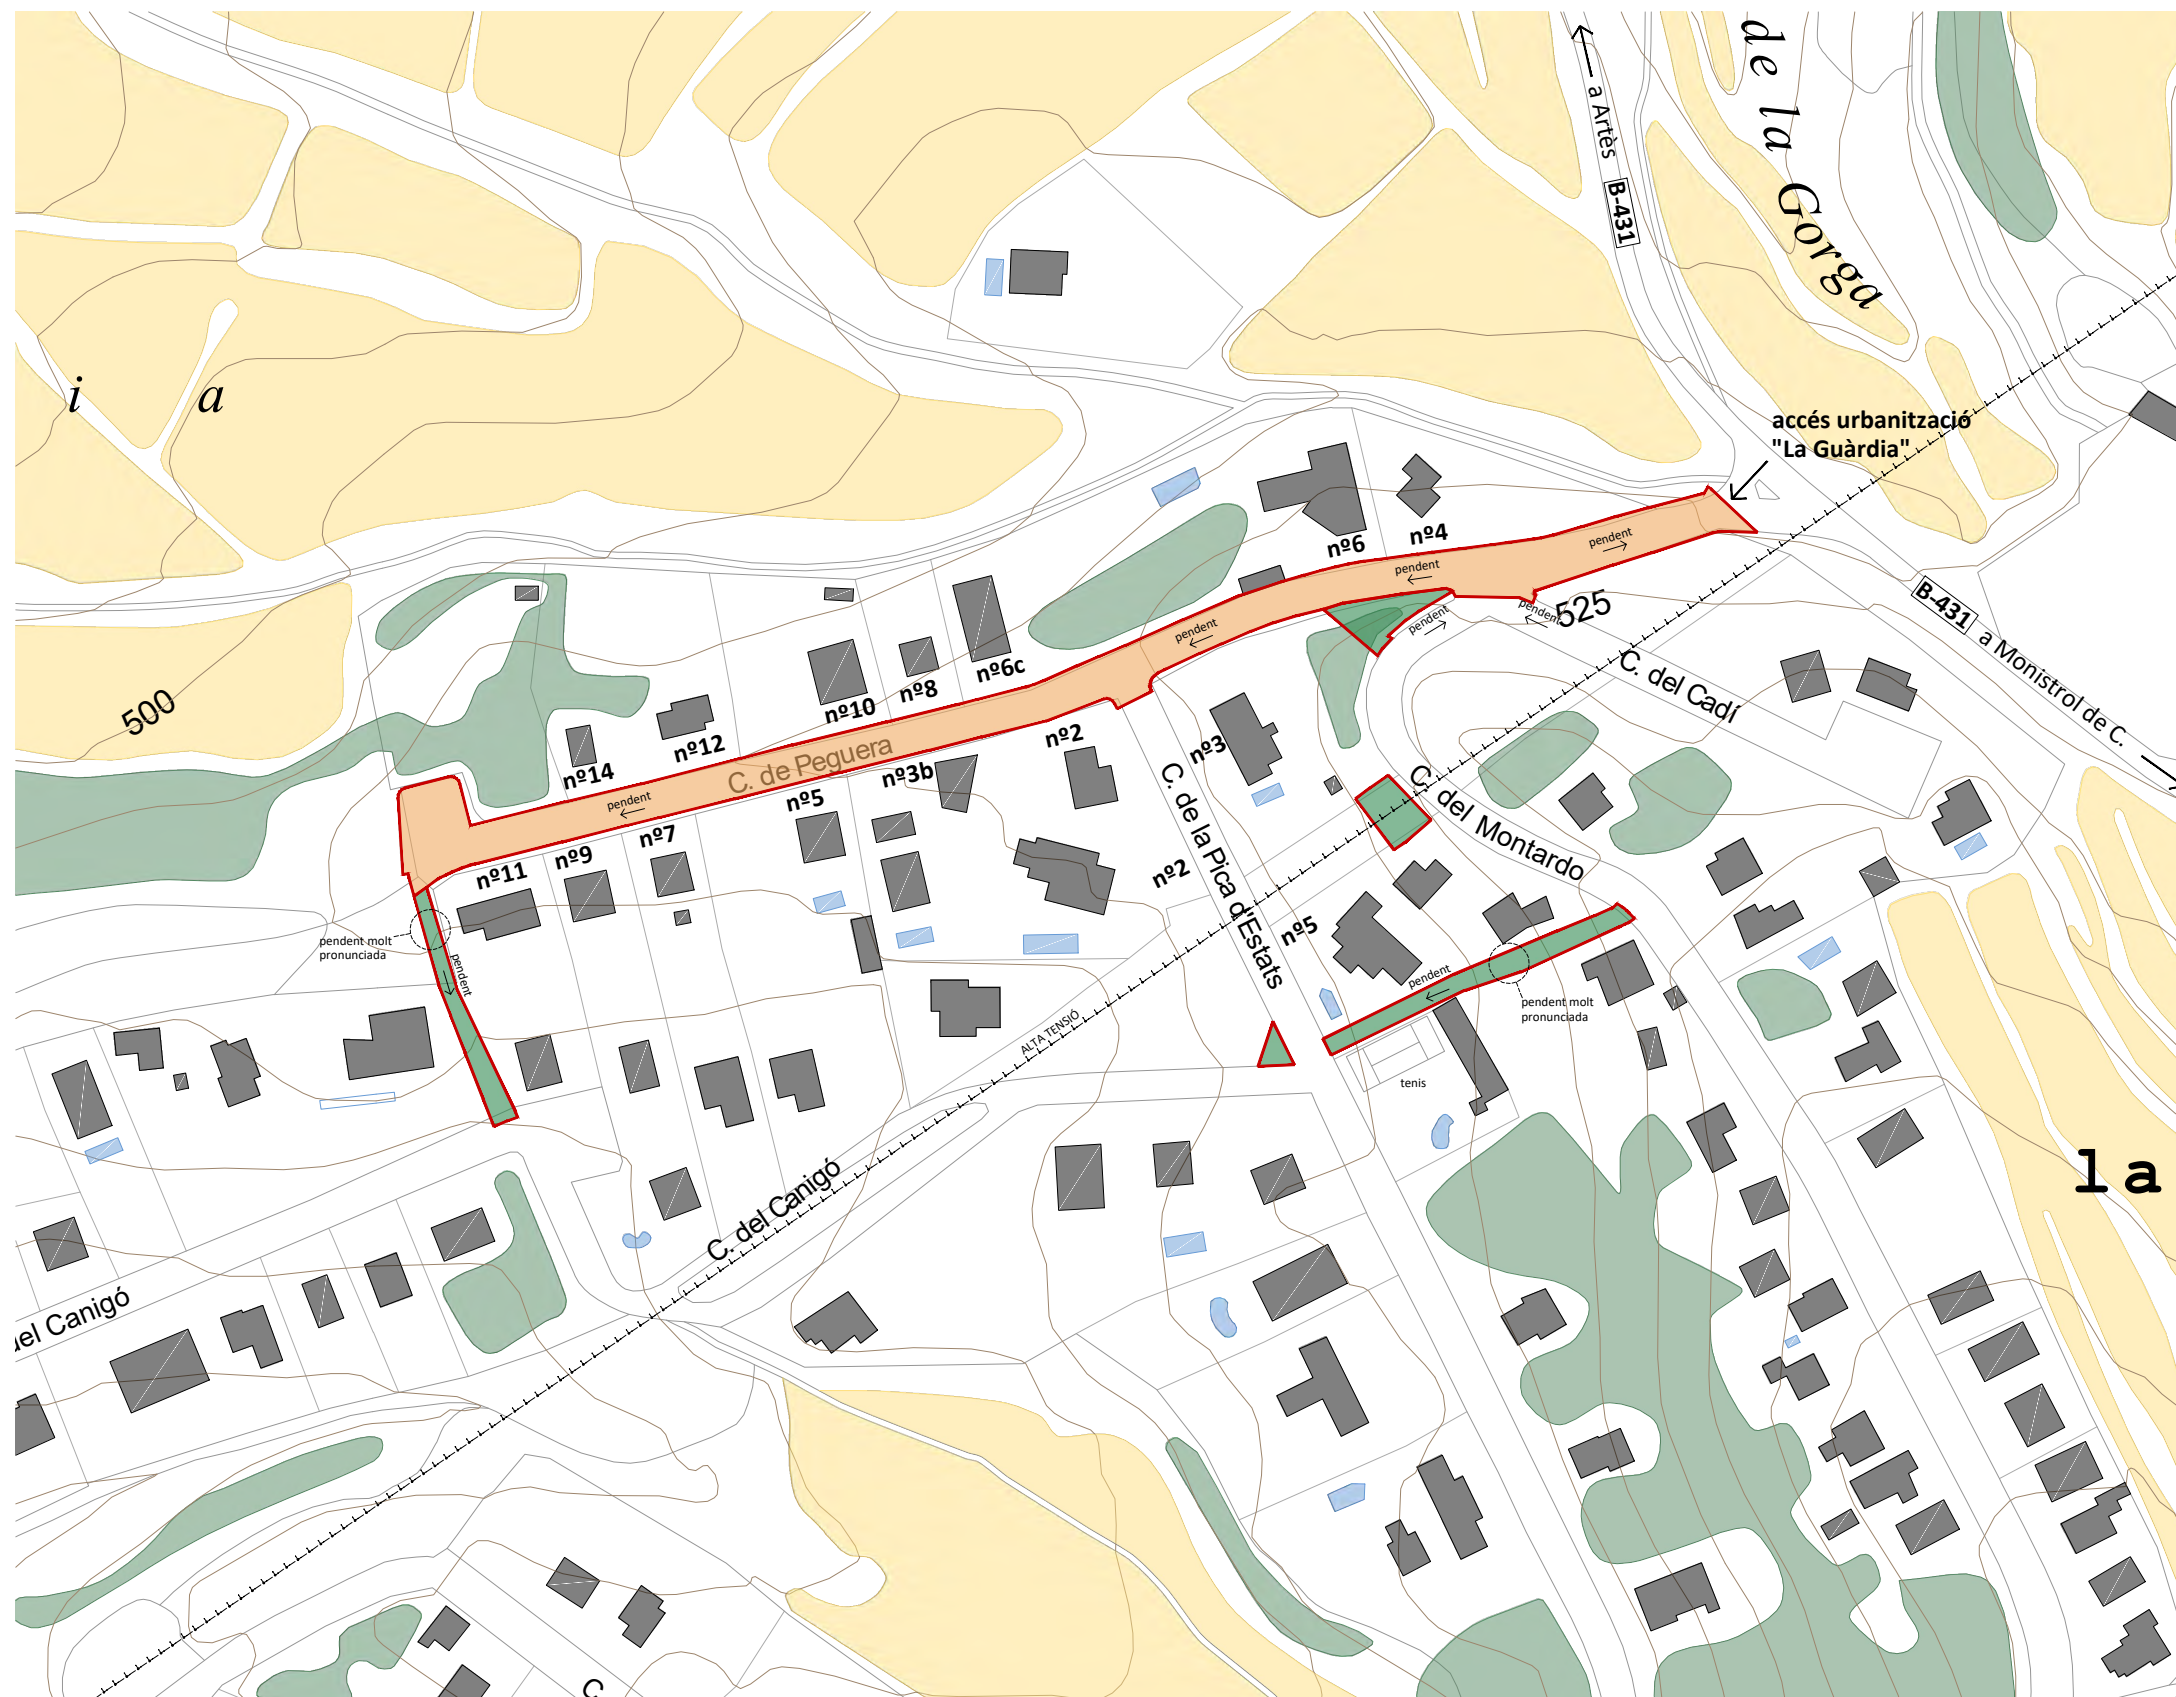 de la Gorga
a Artès
B-431
i a
accés urbanització
"La Guàrdia"
nº6
nº4
pendent
pendent
pendent
pendent
pendent
525
B-431
a Monistrol de C.
C. del Cadí
500
nº6c
nº8
nº10
nº12
nº14
C. de Peguera
pendent
nº2
nº3
nº3b
nº5
nº7
nº9
nº11
C. de la Pica d'Estats
C. del Montardo
nº2
nº5
pendent molt
pronunciada
pendent
pendent
pendent molt
pronunciada
ALTA TENSIÓ
tenis
la
C. del Canigó
del Canigó
C.